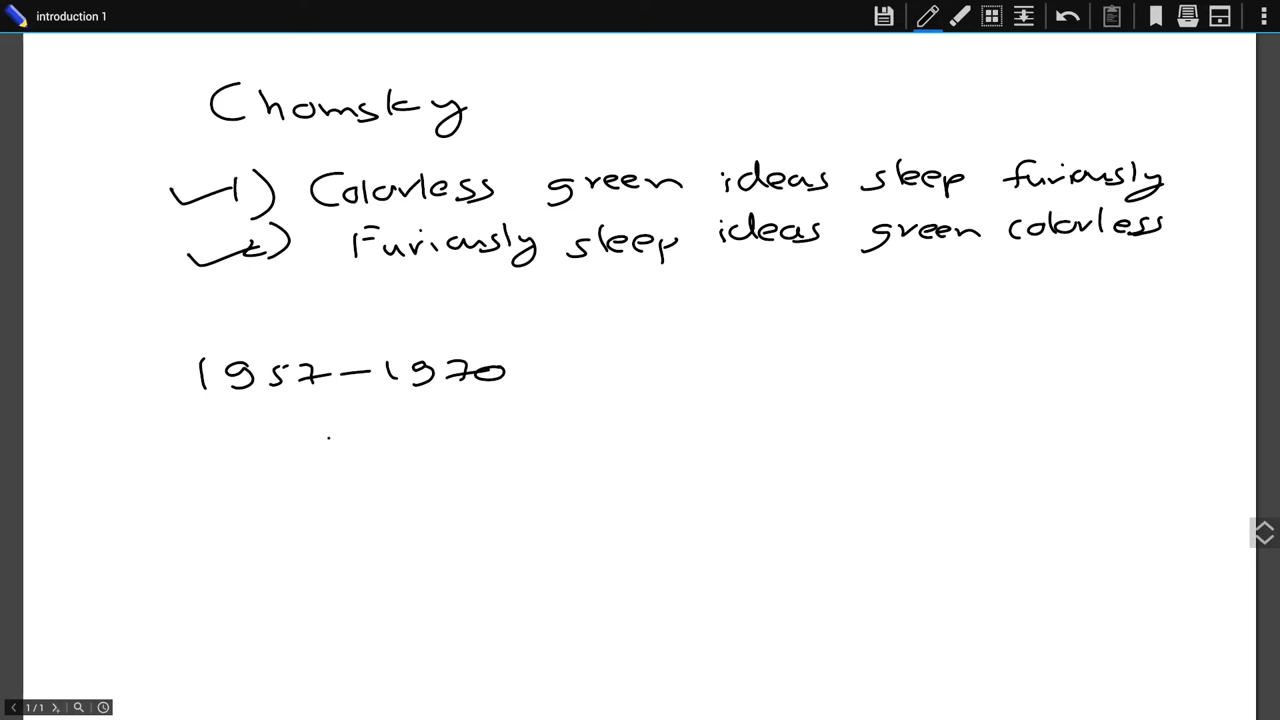 introduction 1
Chomsky
1) Colorless green ideas sleep furiously
2) Furiously sleep ideas green colorless
1957-1970
1/1